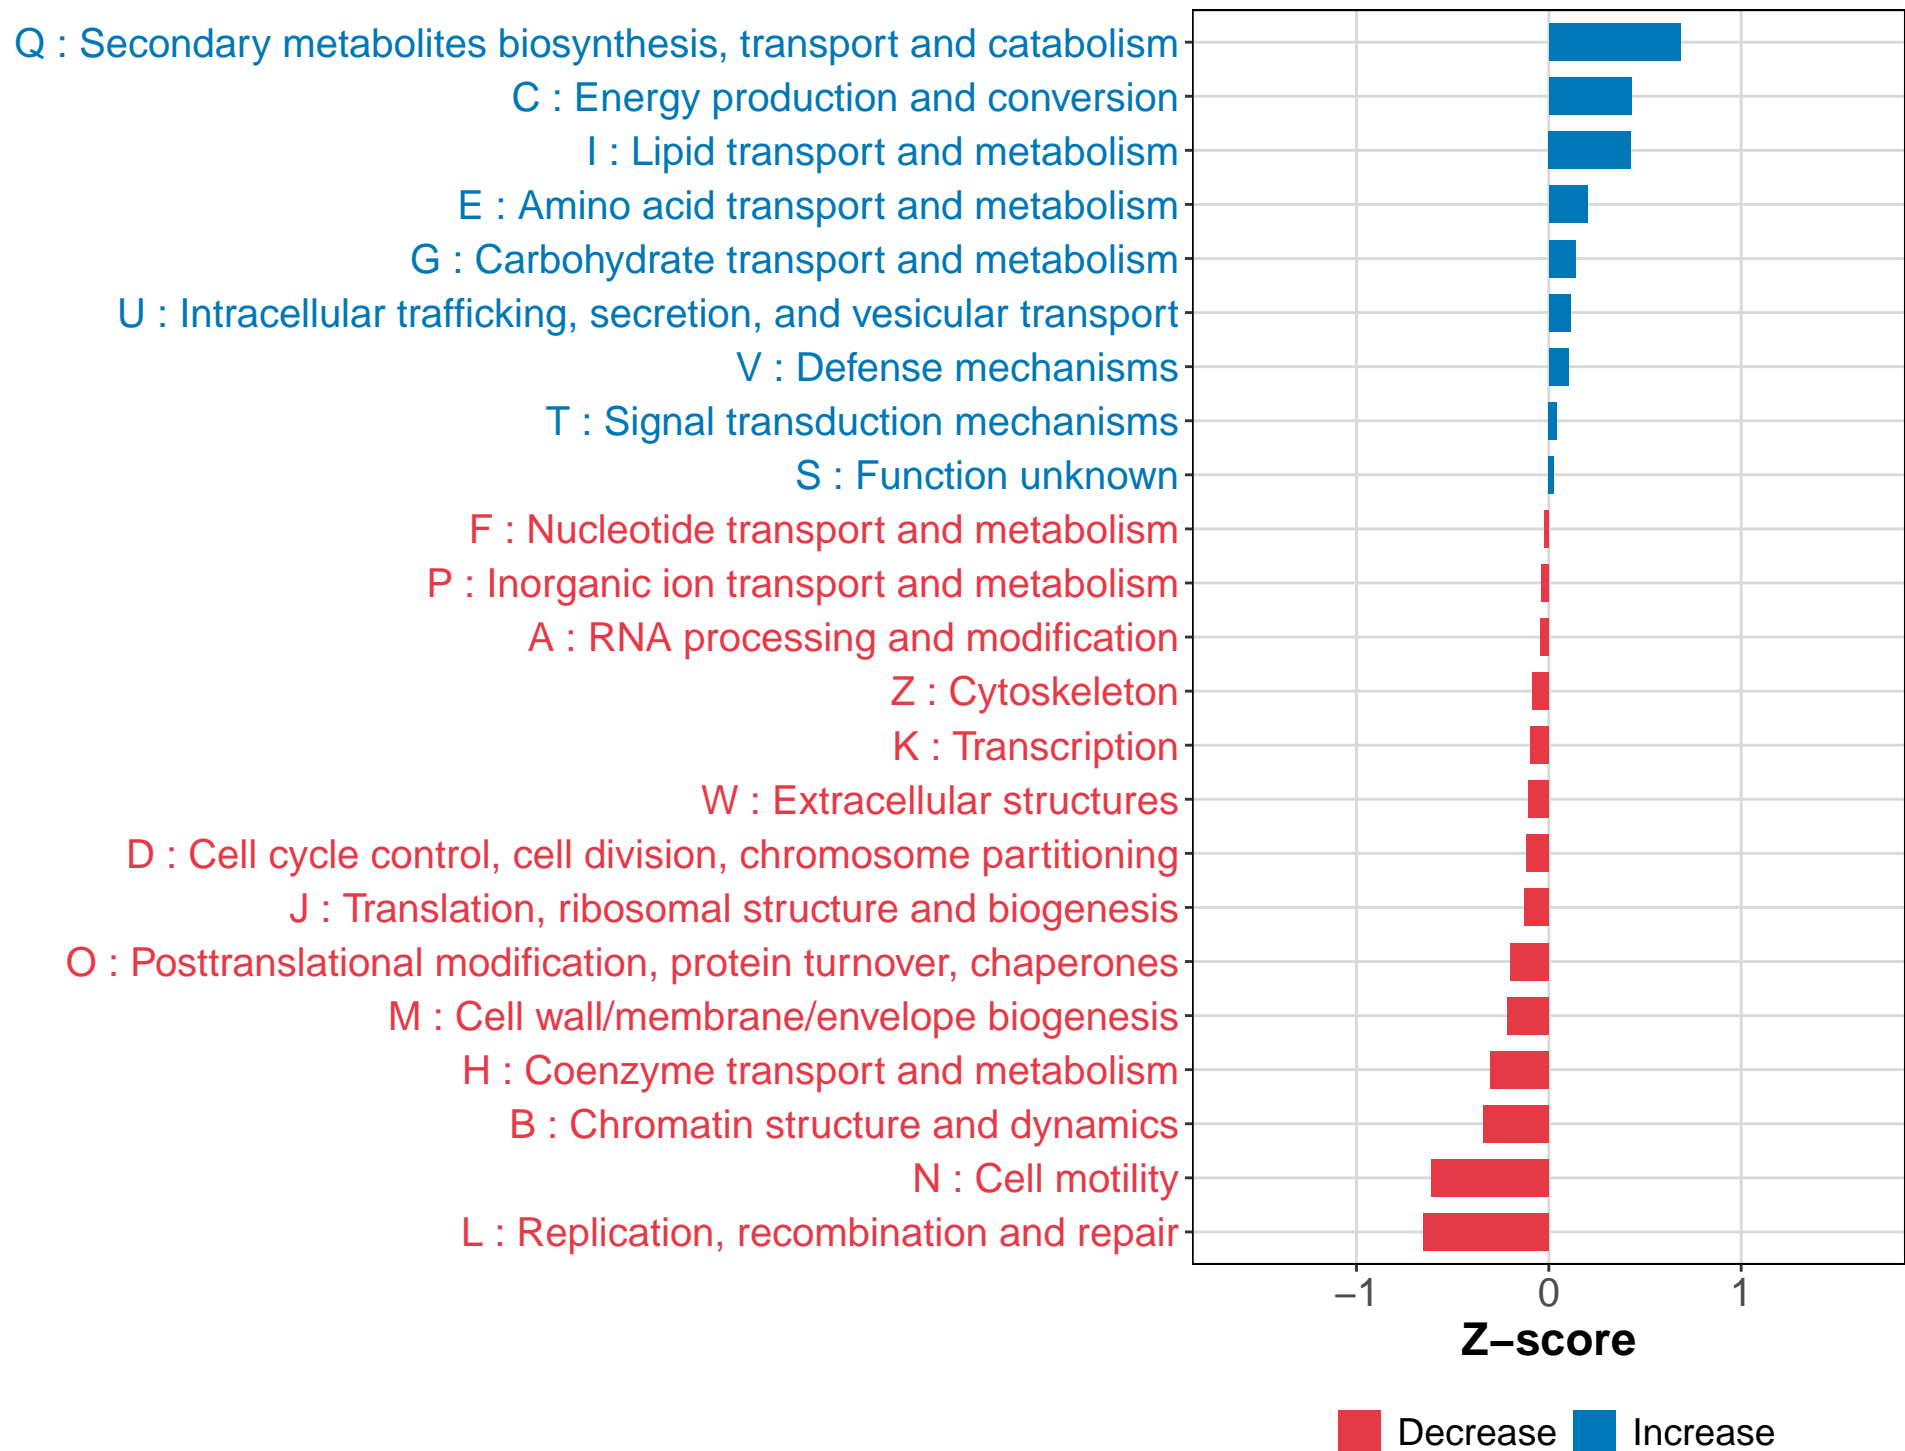 Q : Secondary metabolites biosynthesis, transport and catabolism
C : Energy production and conversion
I : Lipid transport and metabolism
E : Amino acid transport and metabolism
G : Carbohydrate transport and metabolism
U : Intracellular trafficking, secretion, and vesicular transport
V : Defense mechanisms
T : Signal transduction mechanisms
S : Function unknown
F : Nucleotide transport and metabolism
P : Inorganic ion transport and metabolism
A : RNA processing and modification
Z : Cytoskeleton
K : Transcription
W : Extracellular structures
D : Cell cycle control, cell division, chromosome partitioning
J : Translation, ribosomal structure and biogenesis
O : Posttranslational modification, protein turnover, chaperones
M : Cell wall/membrane/envelope biogenesis
H : Coenzyme transport and metabolism
B : Chromatin structure and dynamics
N : Cell motility
L : Replication, recombination and repair
−1 0 1
Z−score
Decrease Increase